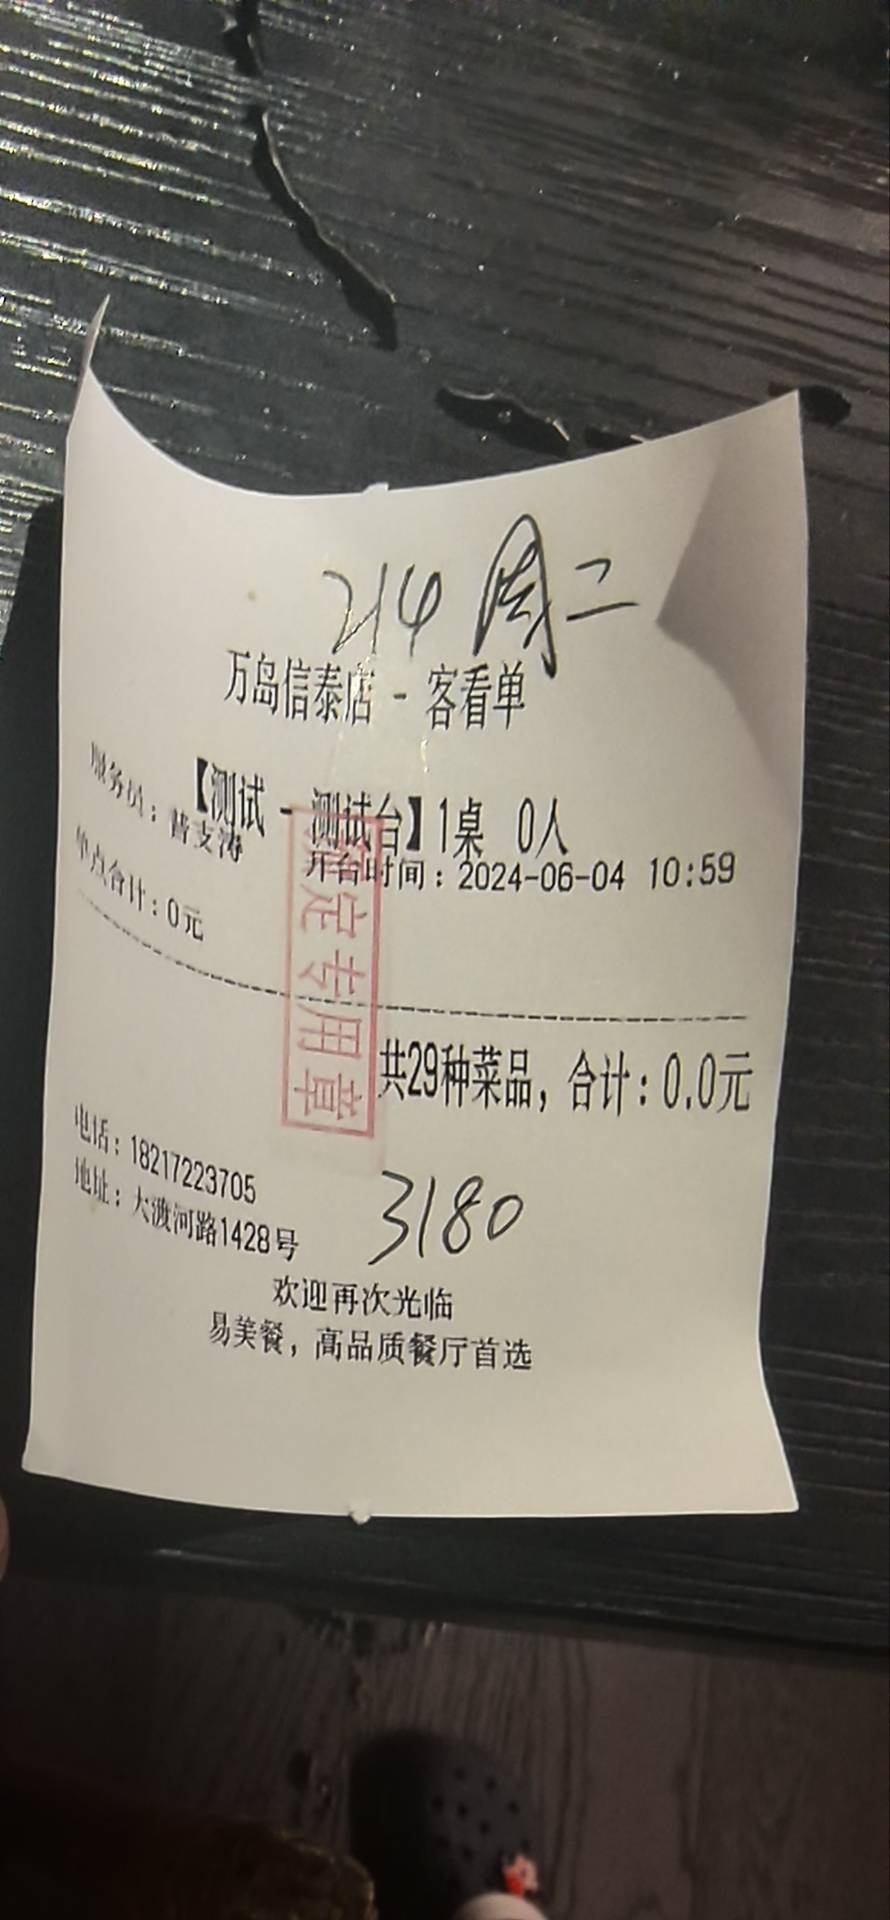 214 周二
万岛信泰店 - 客看单
【测试 - 测试台】1桌 0人
服务员：普支涛
开台时间：2024-06-04 10:59
单点合计：0元
定专用章
共29种菜品，合计：0.0元
电话：18217223705
地址：大渡河路1428号
3180
欢迎再次光临
易美餐，高品质餐厅首选